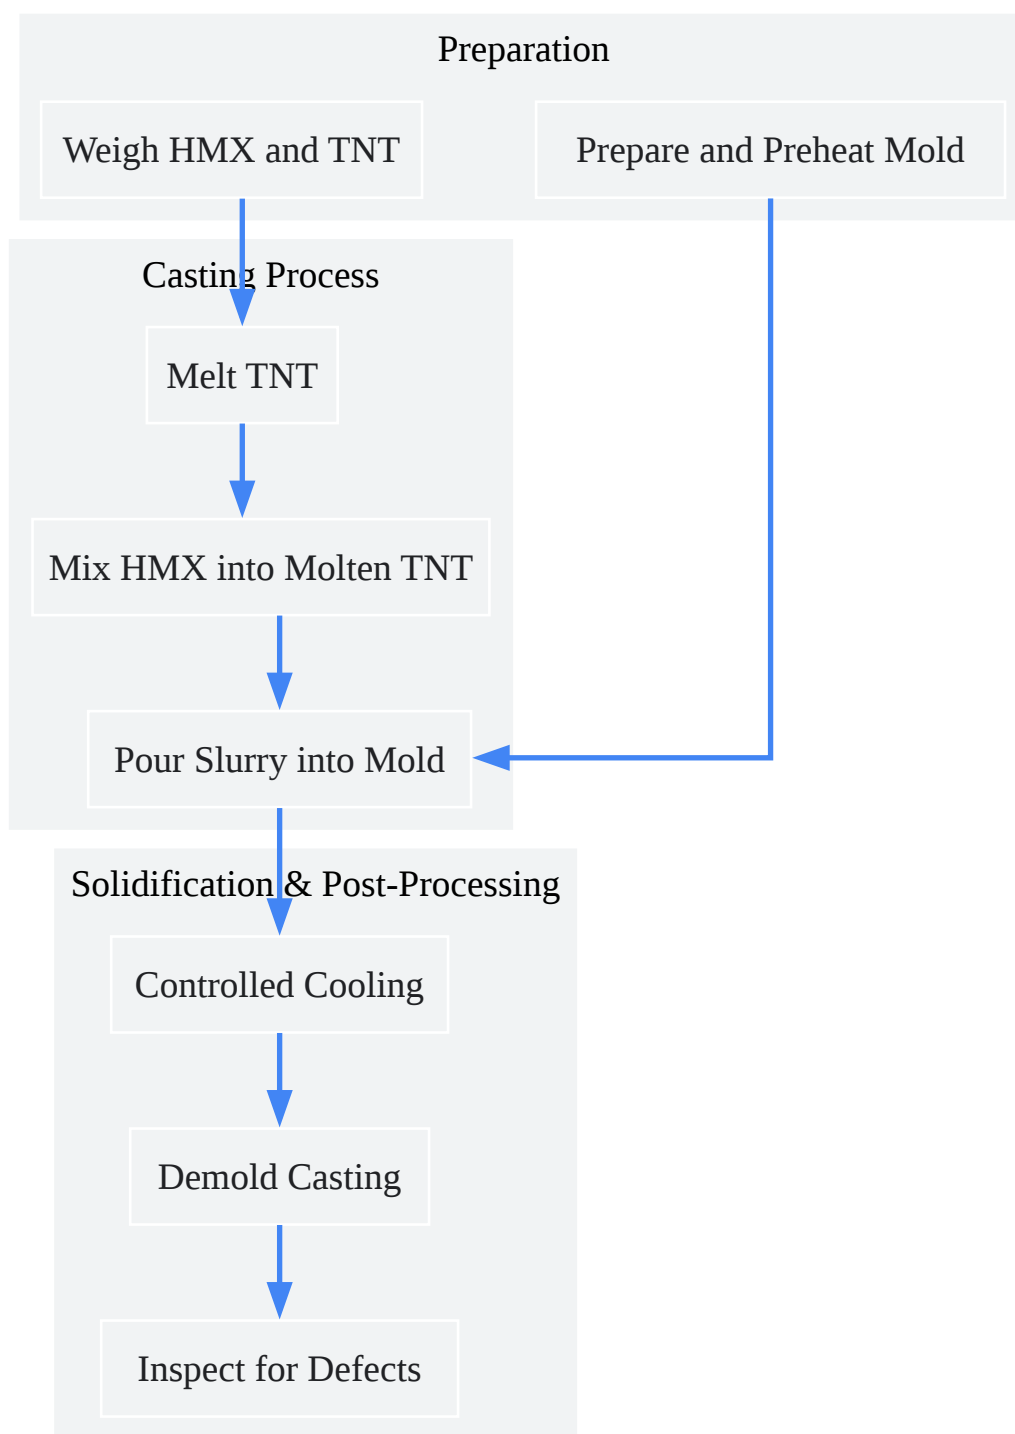 Preparation
Weigh HMX and TNT
Prepare and Preheat Mold
Casting Process
Melt TNT
Mix HMX into Molten TNT
Pour Slurry into Mold
Solidification & Post-Processing
Controlled Cooling
Demold Casting
Inspect for Defects